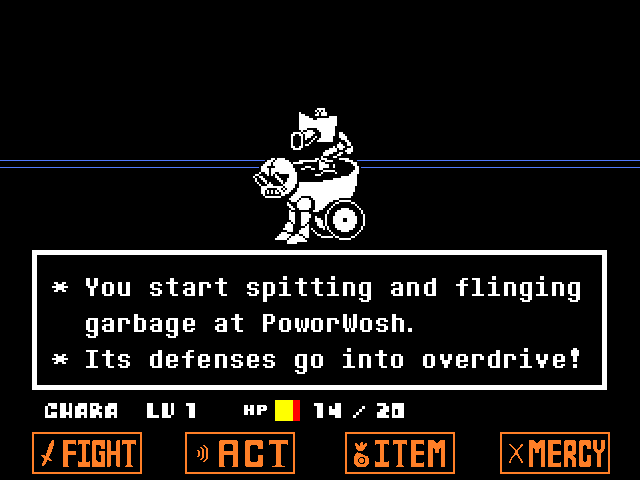 * You start spitting and flinging
garbage at PoworWosh.
* Its defenses go into overdrive!
CHARA LV 1 HP 14 / 20
FIGHT ACT ITEM MERCY